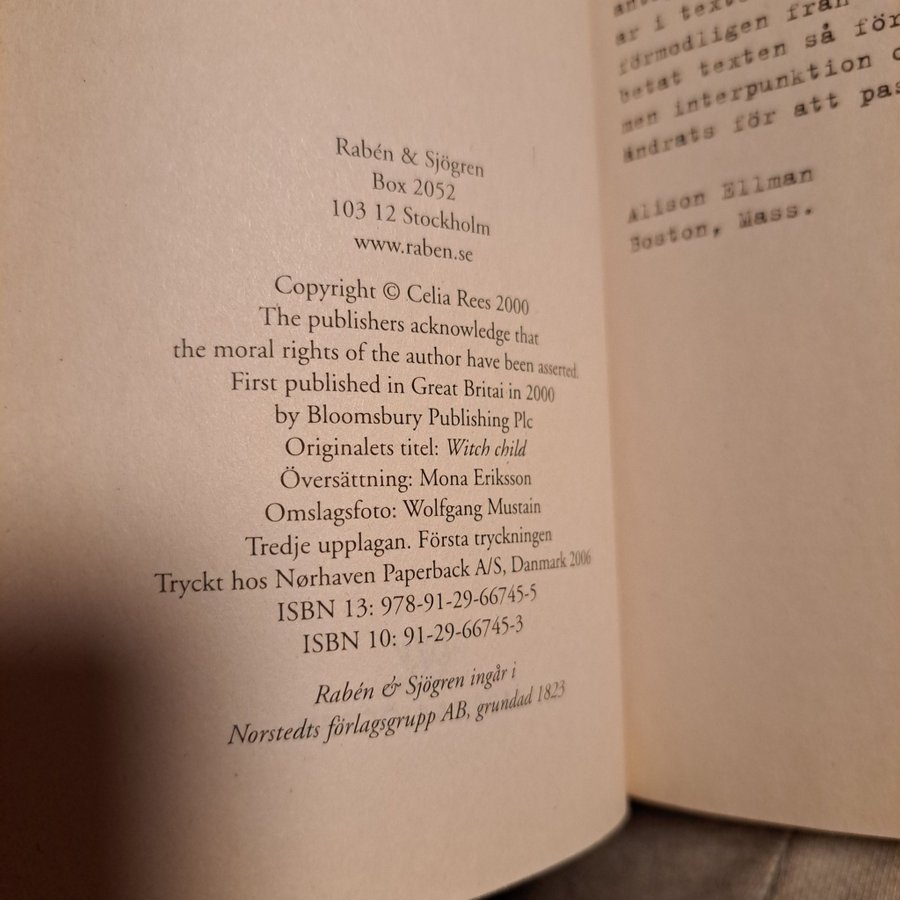 Rabén & Sjögren
Box 2052
103 12 Stockholm
www.raben.se
Copyright © Celia Rees 2000
The publishers acknowledge that
the moral rights of the author have been asserted.
First published in Great Britai in 2000
by Bloomsbury Publishing Plc
Originalets titel: Witch child
Översättning: Mona Eriksson
Omslagsfoto: Wolfgang Mustain
Tredje upplagan. Första tryckningen
Tryckt hos Nørhaven Paperback A/S, Danmark 2006
ISBN 13: 978-91-29-66745-5
ISBN 10: 91-29-66745-3
Rabén & Sjögren ingår i
Norstedts förlagsgrupp AB, grundad 1823
ar i texte
förmodligen från
betat texten så för
men interpunktion
ändrats för att pas
Alison Ellman
Boston, Mass.